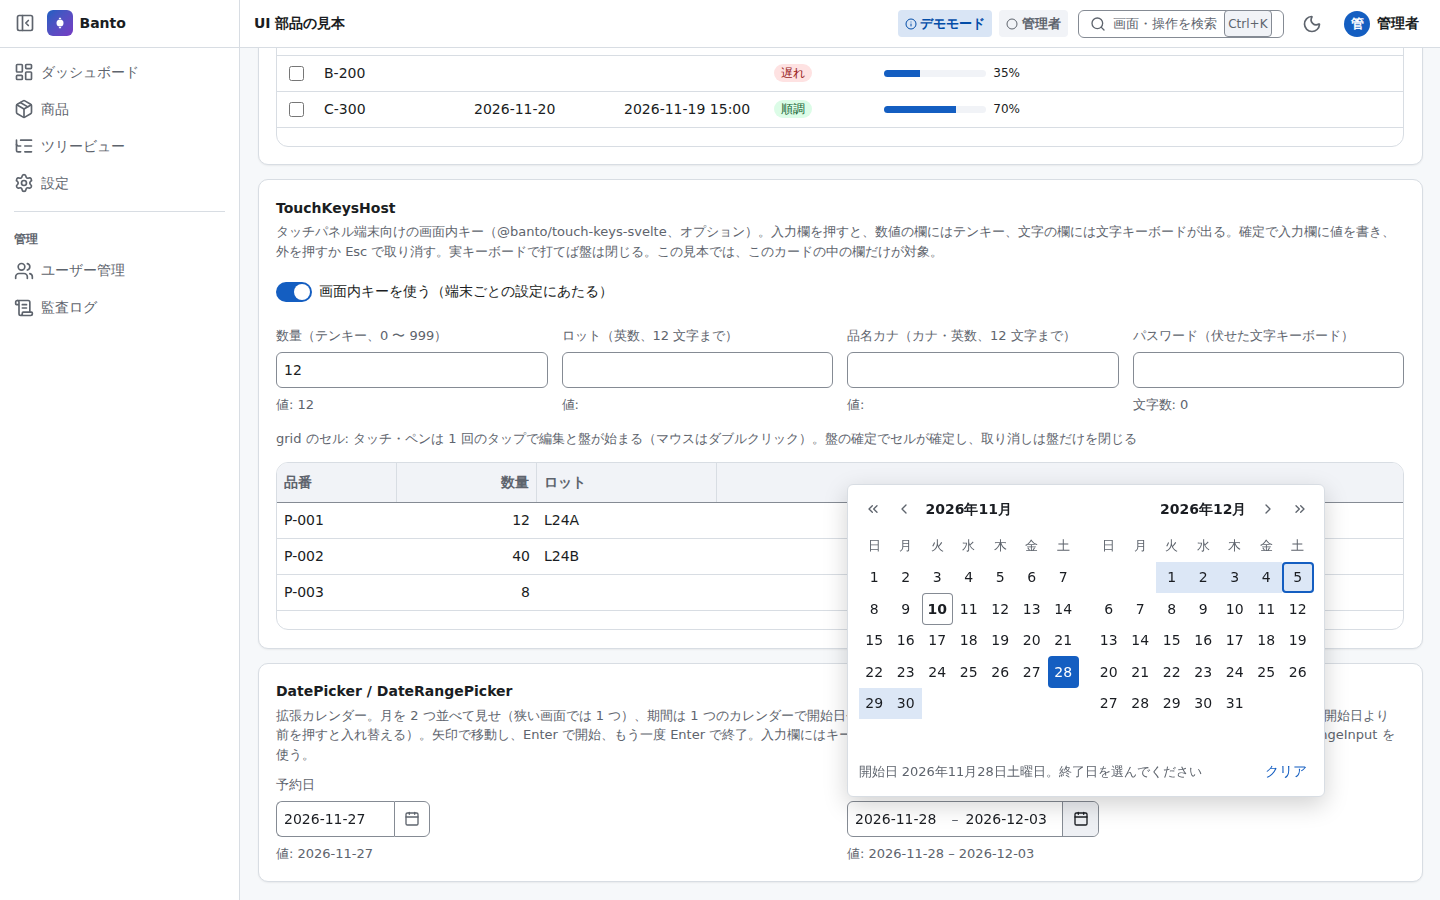 Banto
UI 部品の見本
デモモード
管理者
画面・操作を検索
Ctrl+K
管
管理者
ダッシュボード
商品
ツリービュー
設定
管理
ユーザー管理
監査ログ
B-200
遅れ
35%
C-300
2026-11-20
2026-11-19 15:00
順調
70%
TouchKeysHost
タッチパネル端末向けの画面内キー（@banto/touch-keys-svelte、オプション）。入力欄を押すと、数値の欄にはテンキー、文字の欄には文字キーボードが出る。確定で入力欄に値を書き、
外を押すか Esc で取り消す。実キーボードで打てば盤は閉じる。この見本では、このカードの中の欄だけが対象。
画面内キーを使う（端末ごとの設定にあたる）
数量（テンキー、0 〜 999）
ロット（英数、12 文字まで）
品名カナ（カナ・英数、12 文字まで）
パスワード（伏せた文字キーボード）
12
値: 12
値:
値:
文字数: 0
grid のセル: タッチ・ペンは 1 回のタップで編集と盤が始まる（マウスはダブルクリック）。盤の確定でセルが確定し、取り消しは盤だけを閉じる
品番 数量 ロット
P-001 12 L24A
P-002 40 L24B
P-003 8
« ‹ 2026年11月
2026年12月 › »
日 月 火 水 木 金 土
日 月 火 水 木 金 土
1 2 3 4 5 6 7
1 2 3 4 5
8 9 10 11 12 13 14
6 7 8 9 10 11 12
15 16 17 18 19 20 21
13 14 15 16 17 18 19
22 23 24 25 26 27 28
20 21 22 23 24 25 26
29 30
27 28 29 30 31
開始日 2026年11月28日土曜日。終了日を選んでください
クリア
DatePicker / DateRangePicker
拡張カレンダー。月を 2 つ並べて見せ（狭い画面では 1 つ）、期間は 1 つのカレンダーで開始日 開始日より
前を押すと入れ替える）。矢印で移動し、Enter で開始、もう一度 Enter で終了。入力欄にはキー ngeInput を
使う。
予約日
2026-11-27
値: 2026-11-27
2026-11-28 – 2026-12-03
値: 2026-11-28 – 2026-12-03